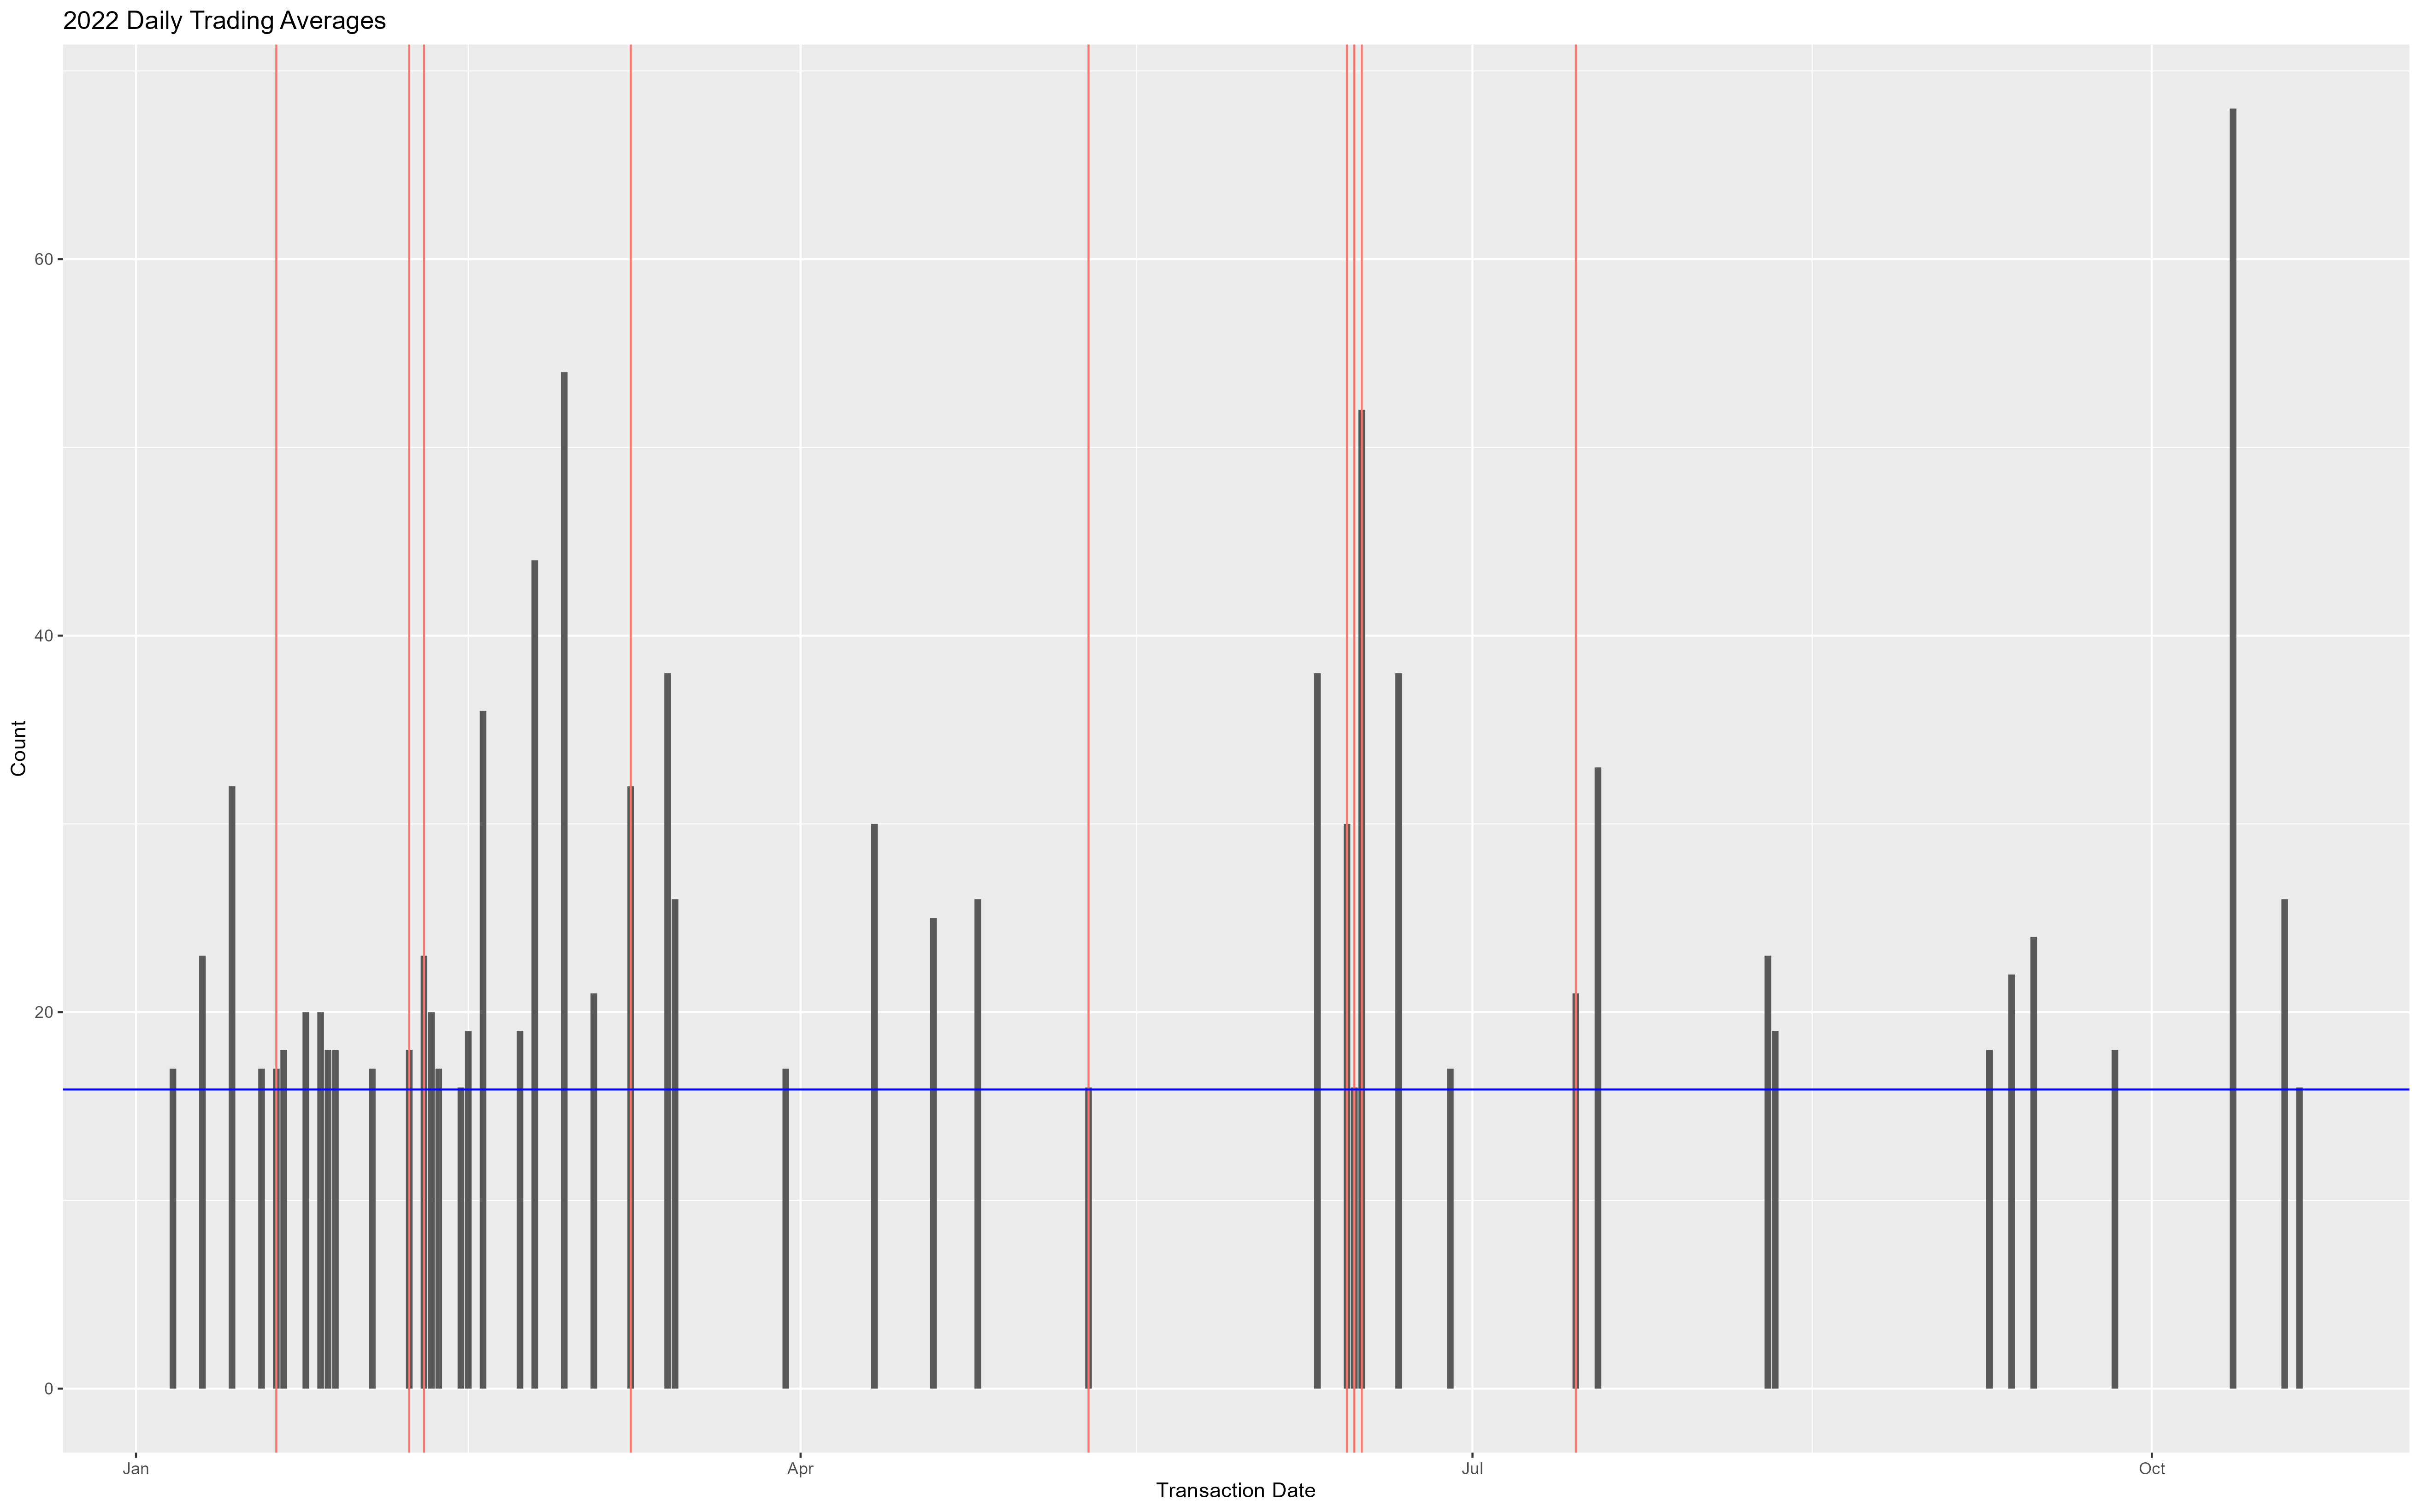 2022 Daily Trading Averages
60
40
20
0
Count
Jan
Apr
Jul
Oct
Transaction Date